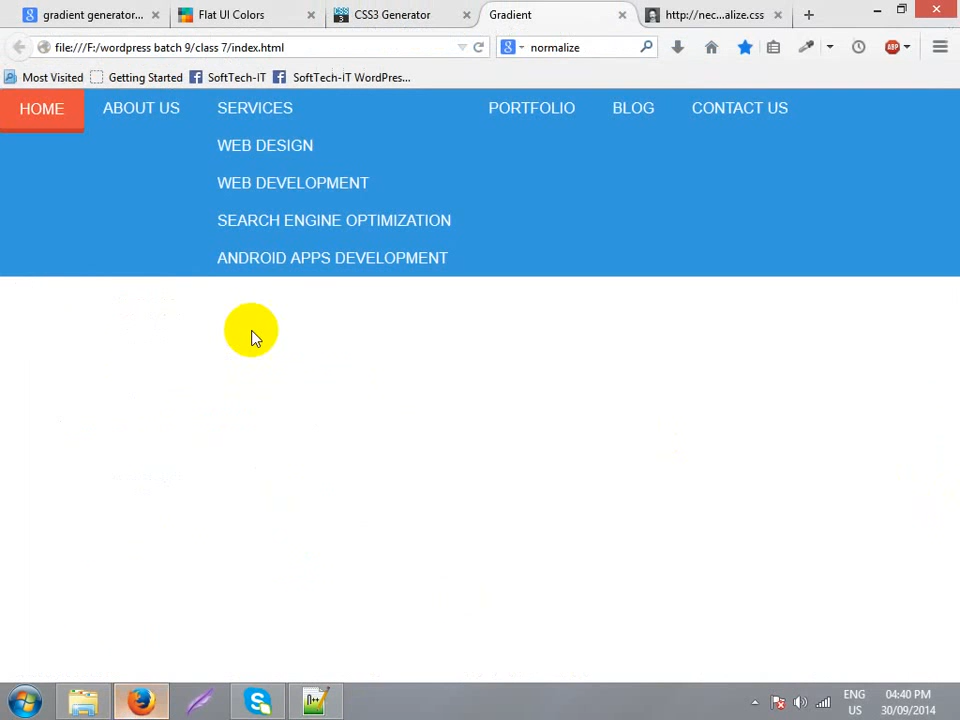 gradient generator...
Flat UI Colors
CSS3 Generator
Gradient
http://nec...alize.css
file:///F:/wordpress batch 9/class 7/index.html
normalize
Most Visited
Getting Started
SoftTech-IT
SoftTech-iT WordPres...
HOME
ABOUT US
SERVICES
PORTFOLIO
BLOG
CONTACT US
WEB DESIGN
WEB DEVELOPMENT
SEARCH ENGINE OPTIMIZATION
ANDROID APPS DEVELOPMENT
ENG
US
04:40 PM
30/09/2014